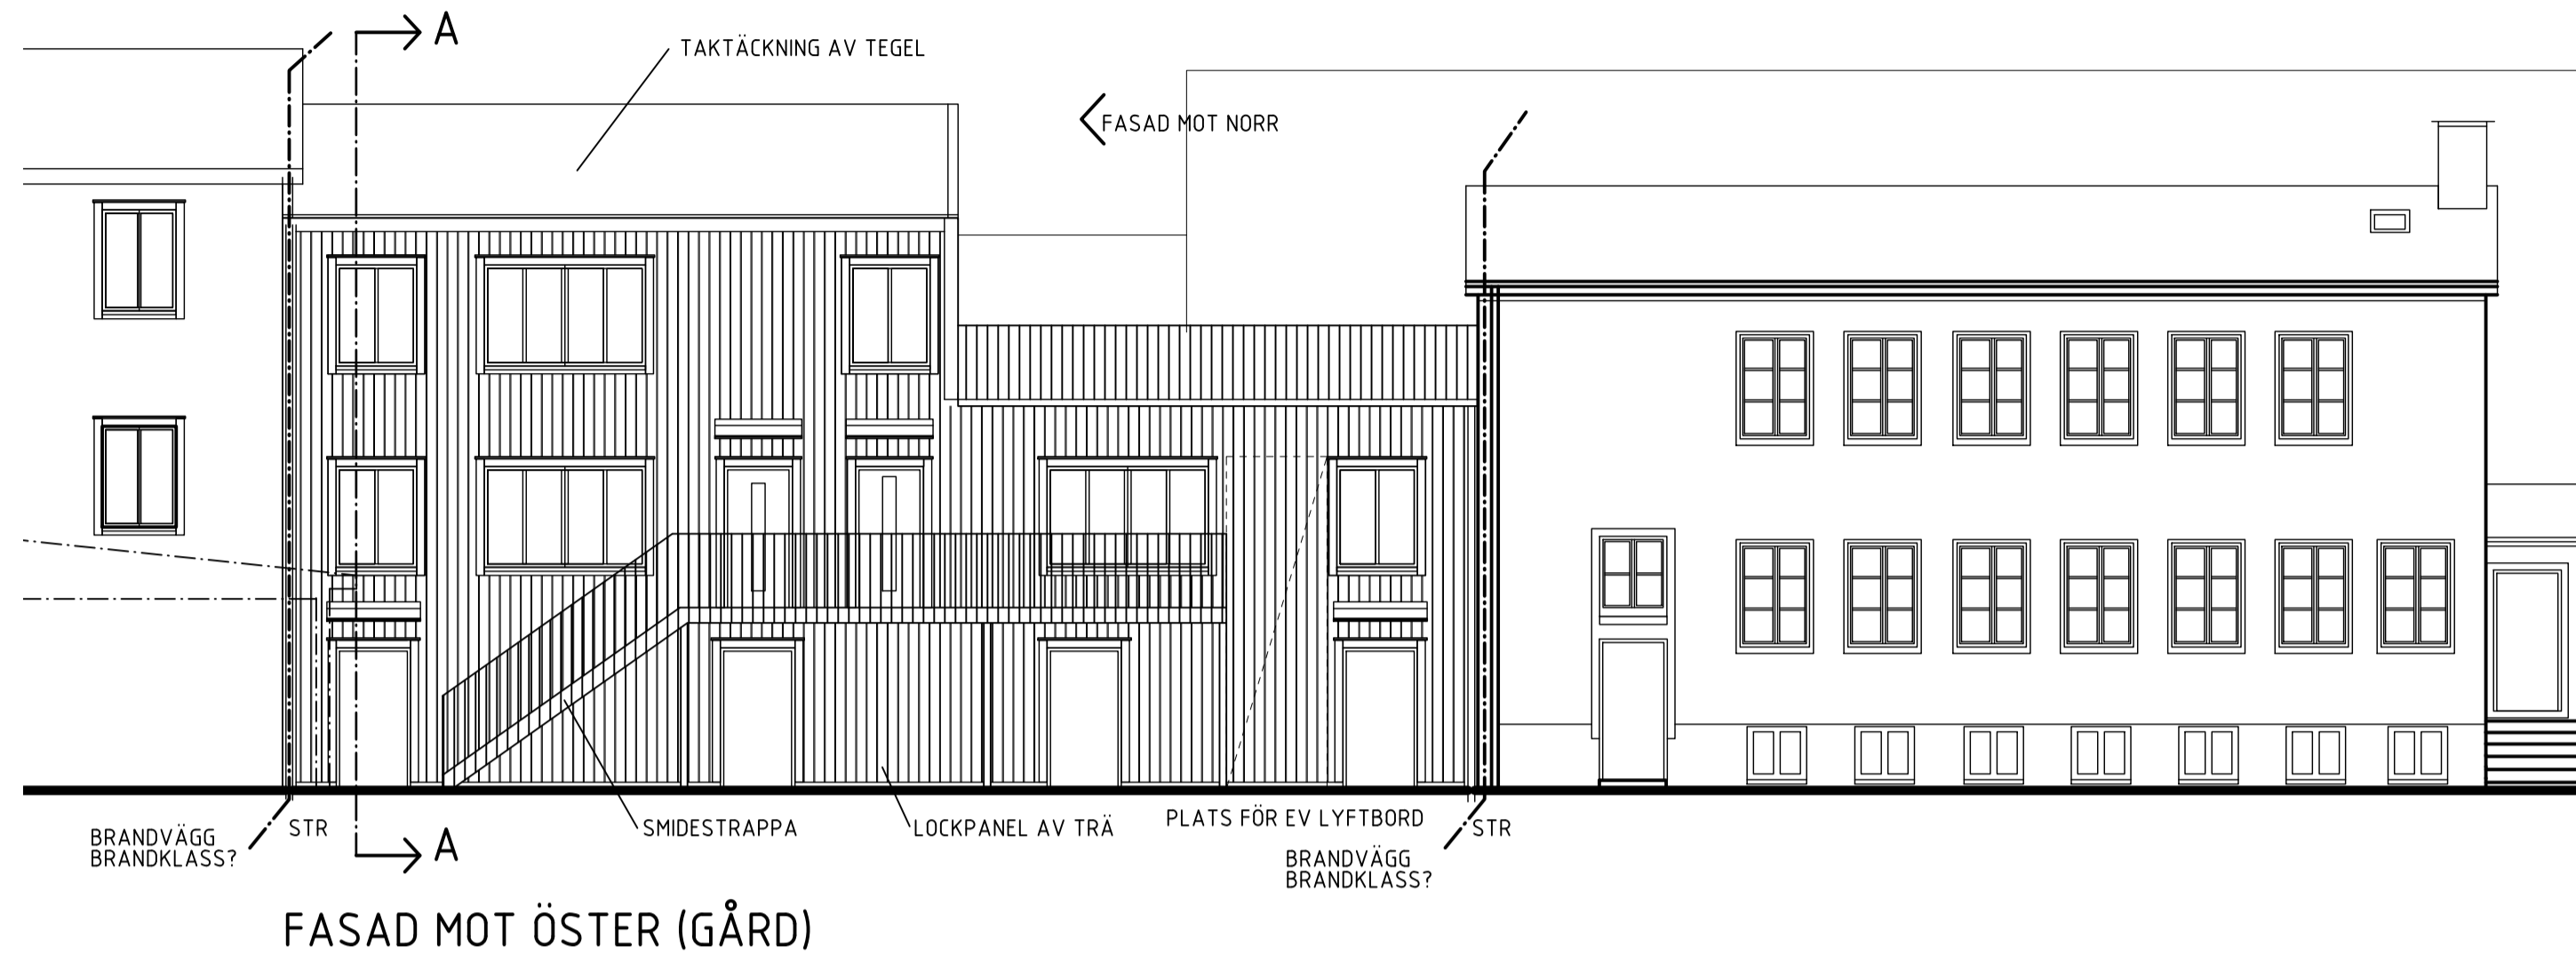 A
TAKTÄCKNING AV TEGEL
FASAD MOT NORR
BRANDVÄGG
BRANDKLASS?
STR
A
SMIDESTRAPPA
LOCKPANEL AV TRÄ
PLATS FÖR EV LYFTBORD
STR
BRANDVÄGG
BRANDKLASS?
FASAD MOT ÖSTER (GÅRD)